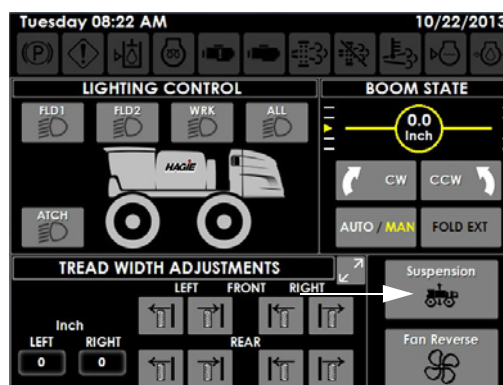 Tuesday 08:22 AM 10/22/2013
(P)
LIGHTING CONTROL
BOOM STATE
FLD1 FLD2 WRK ALL
0.0
Inch
HAGIE
CW CCW
ATCH
AUTO / MAN FOLD EXT
TREAD WIDTH ADJUSTMENTS
LEFT FRONT RIGHT
Suspension
Inch
LEFT RIGHT
REAR
0 0
Fan Reverse